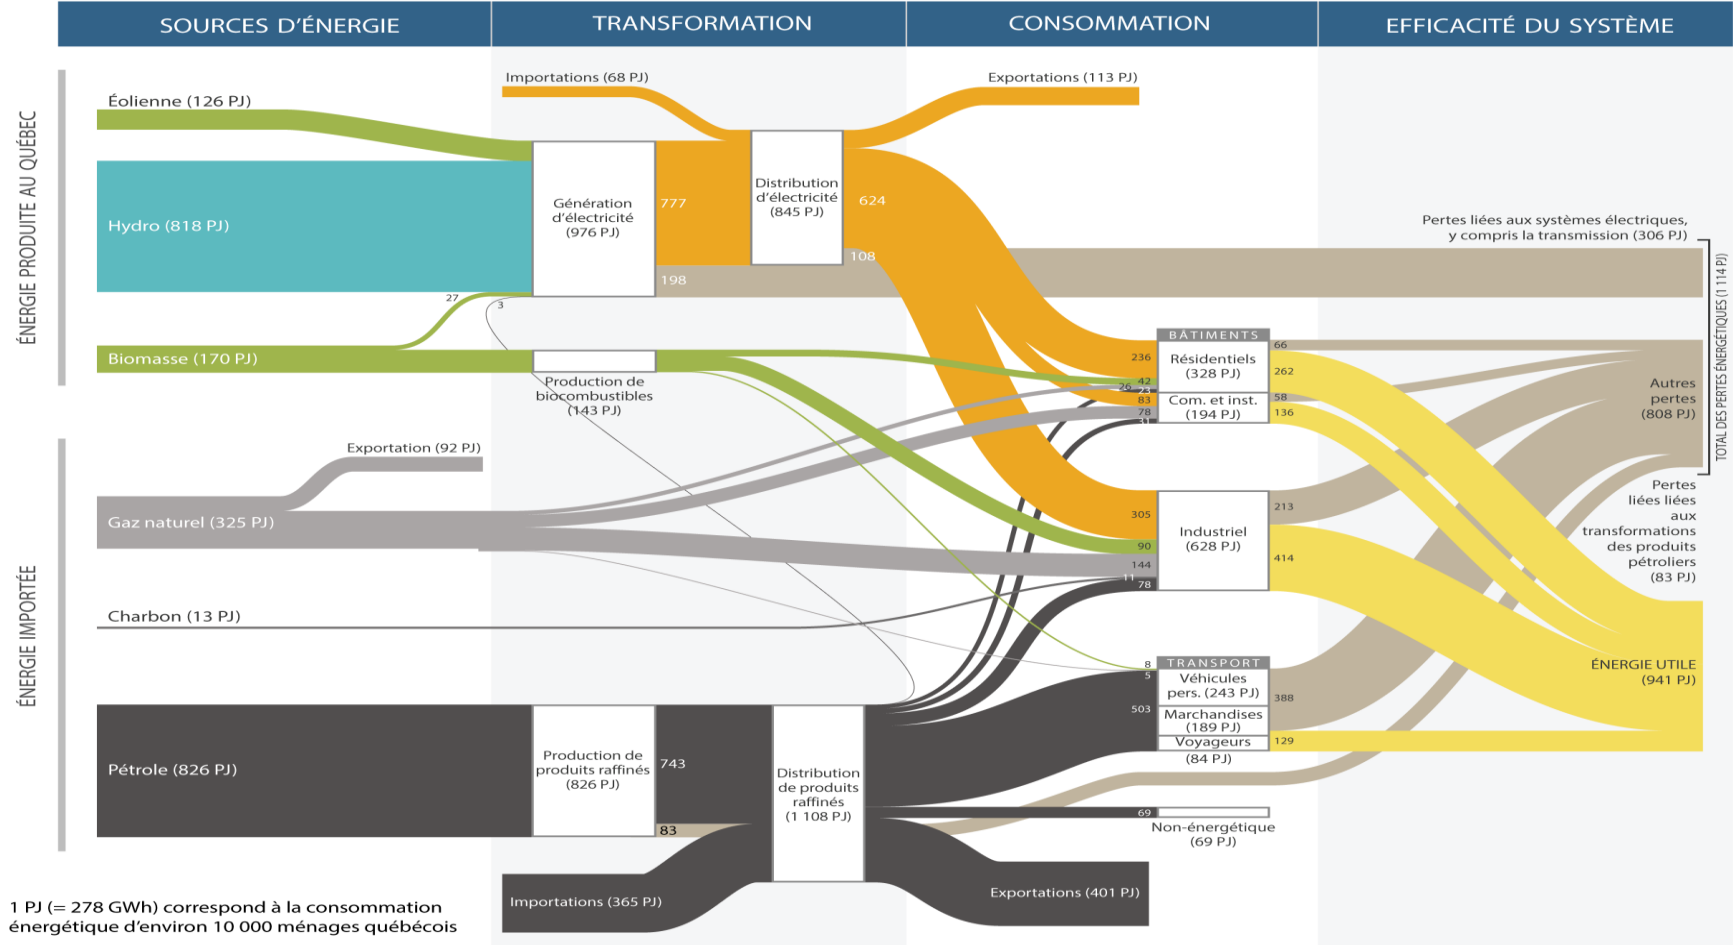 SOURCES D’ÉNERGIE
TRANSFORMATION
CONSOMMATION
EFFICACITÉ DU SYSTÈME
ÉNERGIE PRODUITE AU QUÉBEC
Éolienne (126 PJ)
Hydro (818 PJ)
Biomasse (170 PJ)
27
3
ÉNERGIE IMPORTÉE
Exportation (92 PJ)
Gaz naturel (325 PJ)
Charbon (13 PJ)
Pétrole (826 PJ)
Importations (68 PJ)
Génération
d’électricité
(976 PJ)
777
198
Distribution
d’électricité
(845 PJ)
624
108
Production de
biocombustibles
(143 PJ)
Production de
produits raffinés
(826 PJ)
743
83
Distribution
de produits
raffinés
(1 108 PJ)
Importations (365 PJ)
Exportations (113 PJ)
236
42
26
23
83
78
31
BÂTIMENTS
Résidentiels
(328 PJ)
Com. et inst.
(194 PJ)
66
262
58
136
305
90
144
11
78
Industriel
(628 PJ)
213
414
8
5
503
TRANSPORT
Véhicules
pers. (243 PJ)
Marchandises
(189 PJ)
Voyageurs
(84 PJ)
388
129
69
Non-énergétique
(69 PJ)
Exportations (401 PJ)
Pertes liées aux systèmes électriques,
y compris la transmission (306 PJ)
TOTAL DES PERTES ÉNERGÉTIQUES (1 114 PJ)
Autres
pertes
(808 PJ)
Pertes
liées liées
aux
transformations
des produits
pétroliers
(83 PJ)
ÉNERGIE UTILE
(941 PJ)
1 PJ (= 278 GWh) correspond à la consommation
énergétique d’environ 10 000 ménages québécois